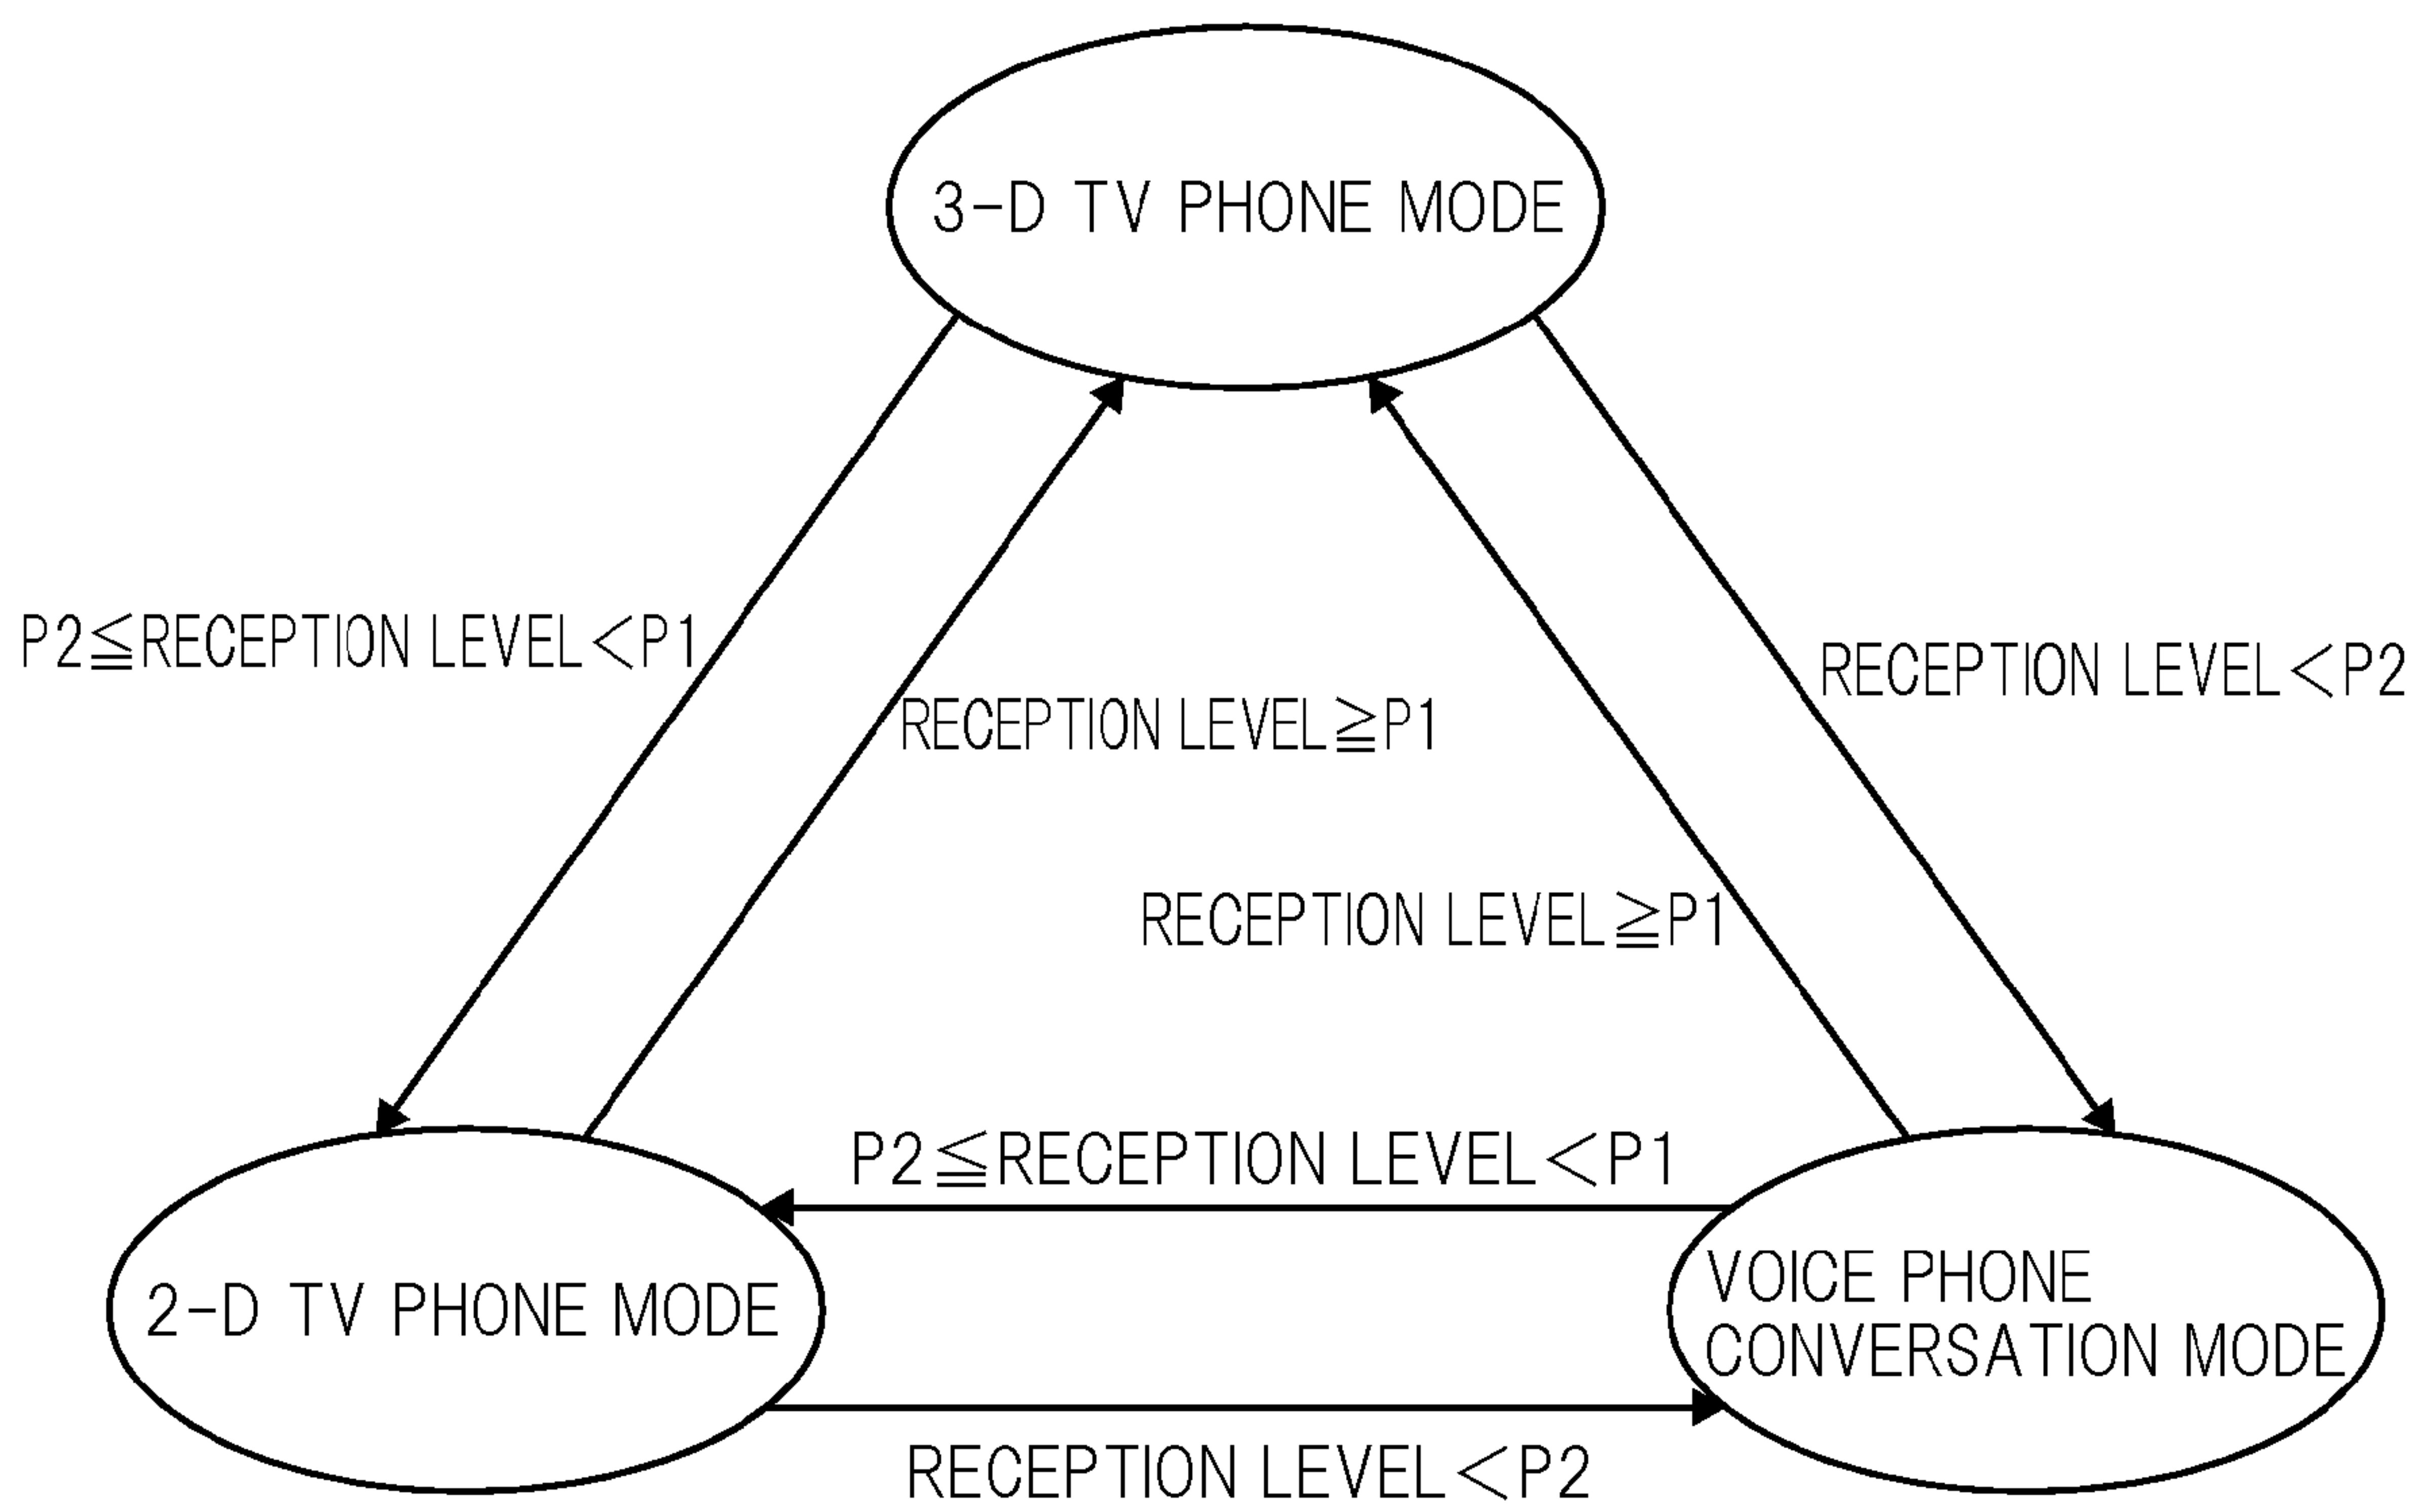 3-D TV PHONE MODE
P2≦RECEPTION LEVEL<P1
RECEPTION LEVEL<P2
RECEPTION LEVEL≧P1
RECEPTION LEVEL≧P1
P2≦RECEPTION LEVEL<P1
2-D TV PHONE MODE
VOICE PHONE
CONVERSATION MODE
RECEPTION LEVEL<P2